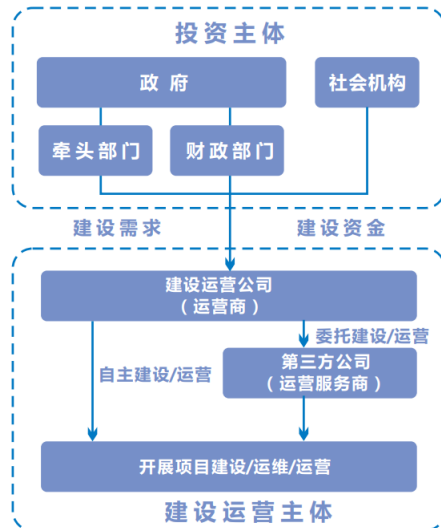 投资主体
政府
社会机构
牵头部门
财政部门
建设需求
建设资金
建设运营公司
（运营商）
委托建设/运营
自主建设/运营
第三方公司
（运营服务商）
开展项目建设/运维/运营
建设运营主体